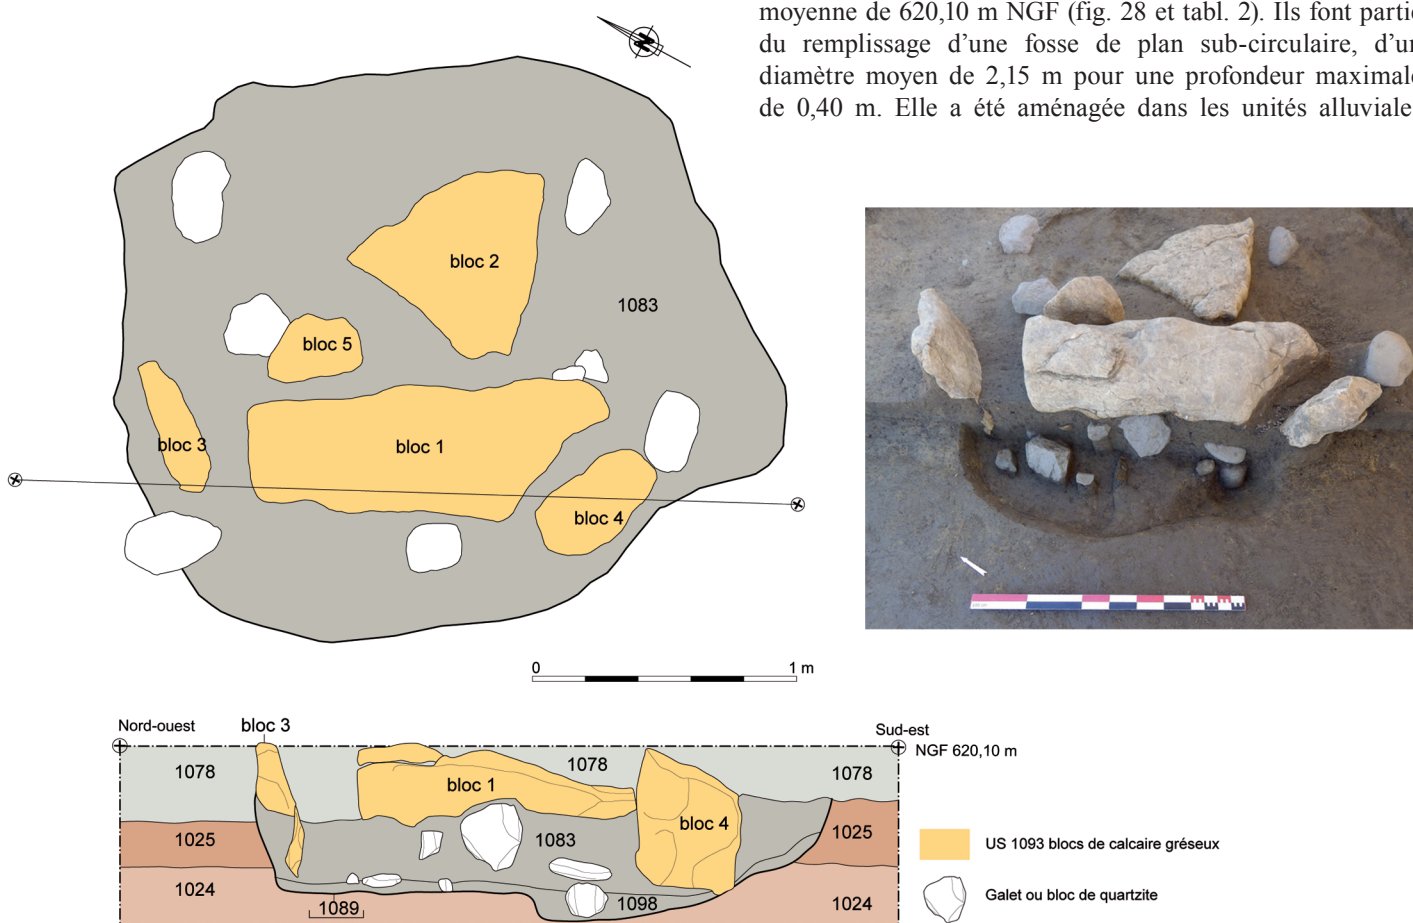 moyenne de 620,10 m NGF (fig. 28 et tabl. 2). Ils font partie
du remplissage d'une fosse de plan sub-circulaire, d'un
diamètre moyen de 2,15 m pour une profondeur maximale
de 0,40 m. Elle a été aménagée dans les unités alluviale
N
bloc 2
1083
bloc 5
bloc 3
bloc 1
bloc 4
0 1 m
Nord-ouest
bloc 3
Sud-est
NGF 620,10 m
1078
1078
1078
bloc 1
bloc 4
1083
1025
1025
1024
1024
1089
1098
US 1093 blocs de calcaire gréseux
Galet ou bloc de quartzite